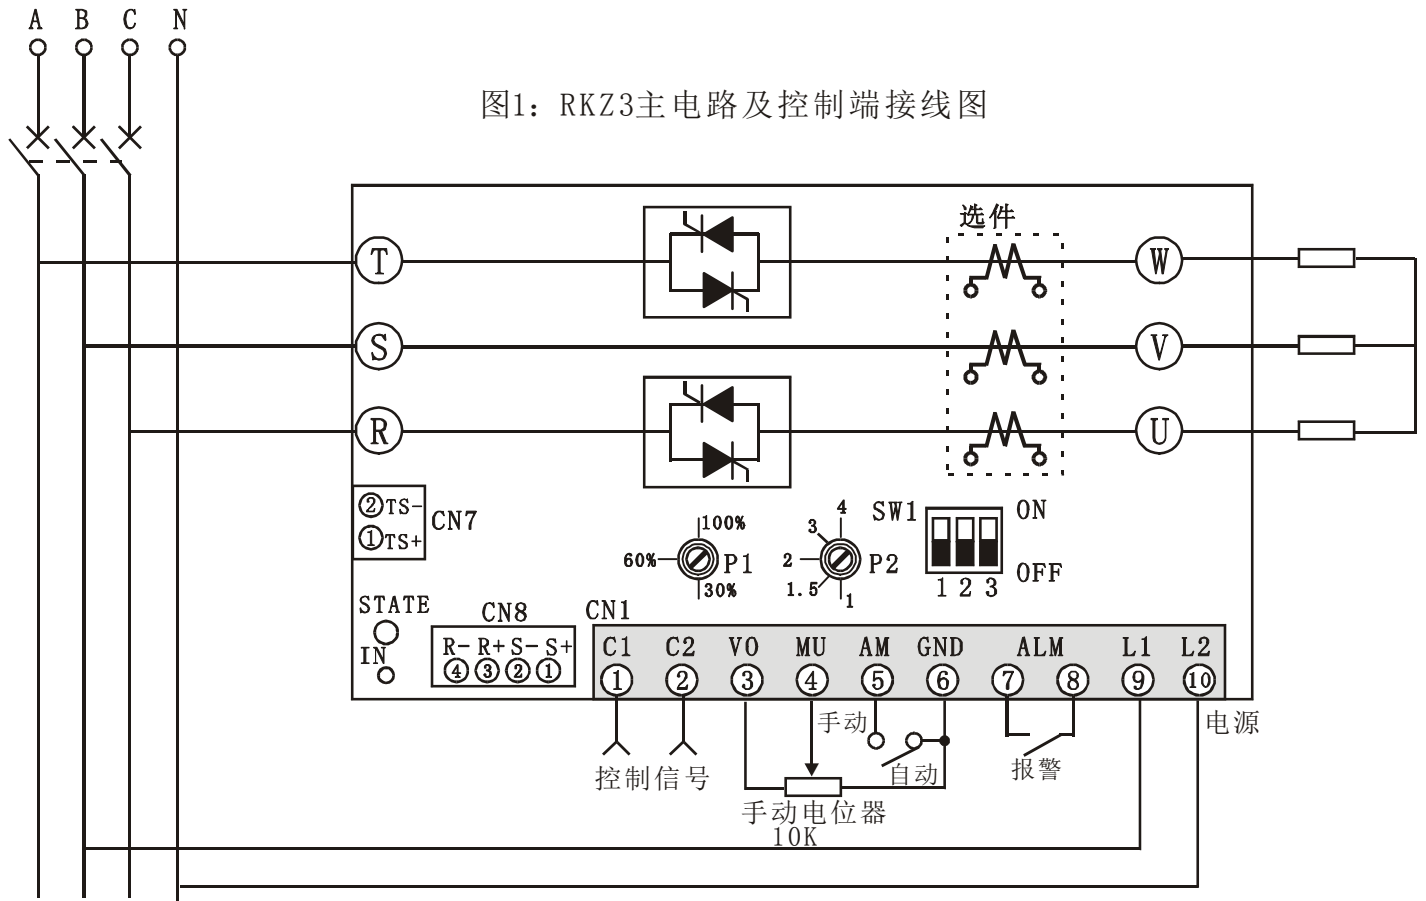 A B C N
图1：RKZ3主电路及控制端接线图
选件
T W
S V
R U
②TS-
①TS+
CN7
100%
60%
30%
P1
4
3
2
1.5
1
P2
SW1
ON
OFF
1 2 3
STATE
IN
CN8
R- R+ S- S+
④ ③ ② ①
CN1
C1 C2 VO MU AM GND ALM L1 L2
① ② ③ ④ ⑤ ⑥ ⑦ ⑧ ⑨ ⑩
手动
自动
电源
控制信号
报警
手动电位器
10K